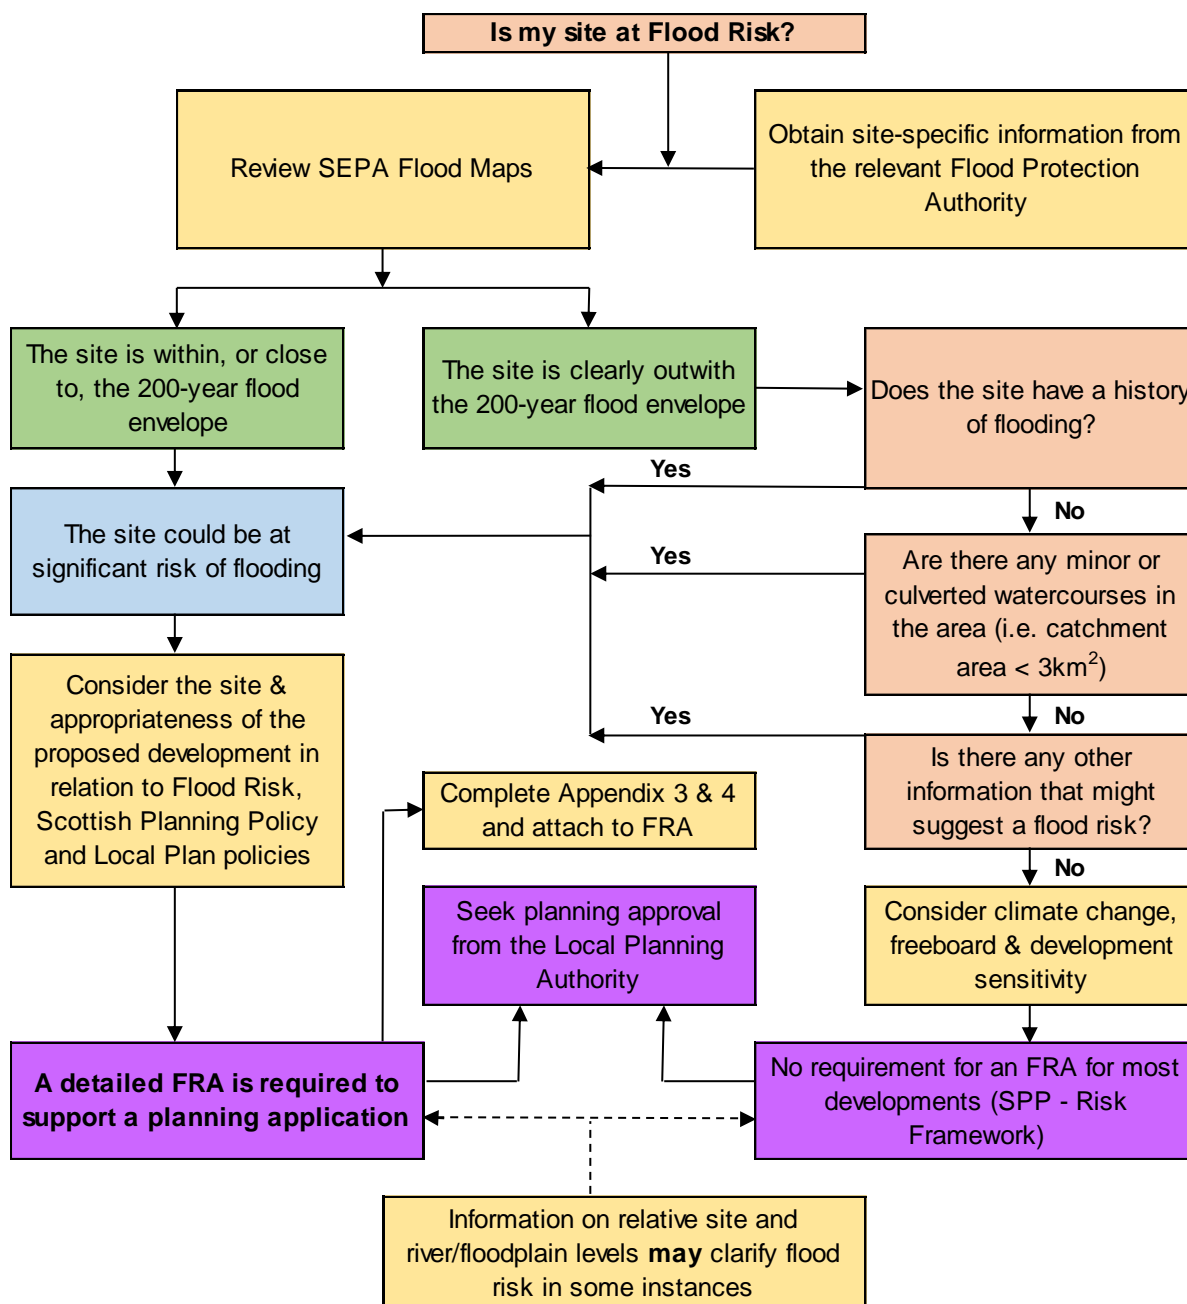 Is my site at Flood Risk?
Review SEPA Flood Maps
Obtain site-specific information from
the relevant Flood Protection
Authority
The site is within, or close
to, the 200-year flood
envelope
The site is clearly outwith
the 200-year flood envelope
Does the site have a history
of flooding?
Yes
No
The site could be at
significant risk of flooding
Yes
Are there any minor or
culverted watercourses in
the area (i.e. catchment
area < 3km²)
Yes
No
Consider the site &
appropriateness of the
proposed development in
relation to Flood Risk,
Scottish Planning Policy
and Local Plan policies
Is there any other
information that might
suggest a flood risk?
Complete Appendix 3 & 4
and attach to FRA
No
Seek planning approval
from the Local Planning
Authority
Consider climate change,
freeboard & development
sensitivity
A detailed FRA is required to
support a planning application
No requirement for an FRA for most
developments (SPP - Risk
Framework)
Information on relative site and
river/floodplain levels may clarify flood
risk in some instances